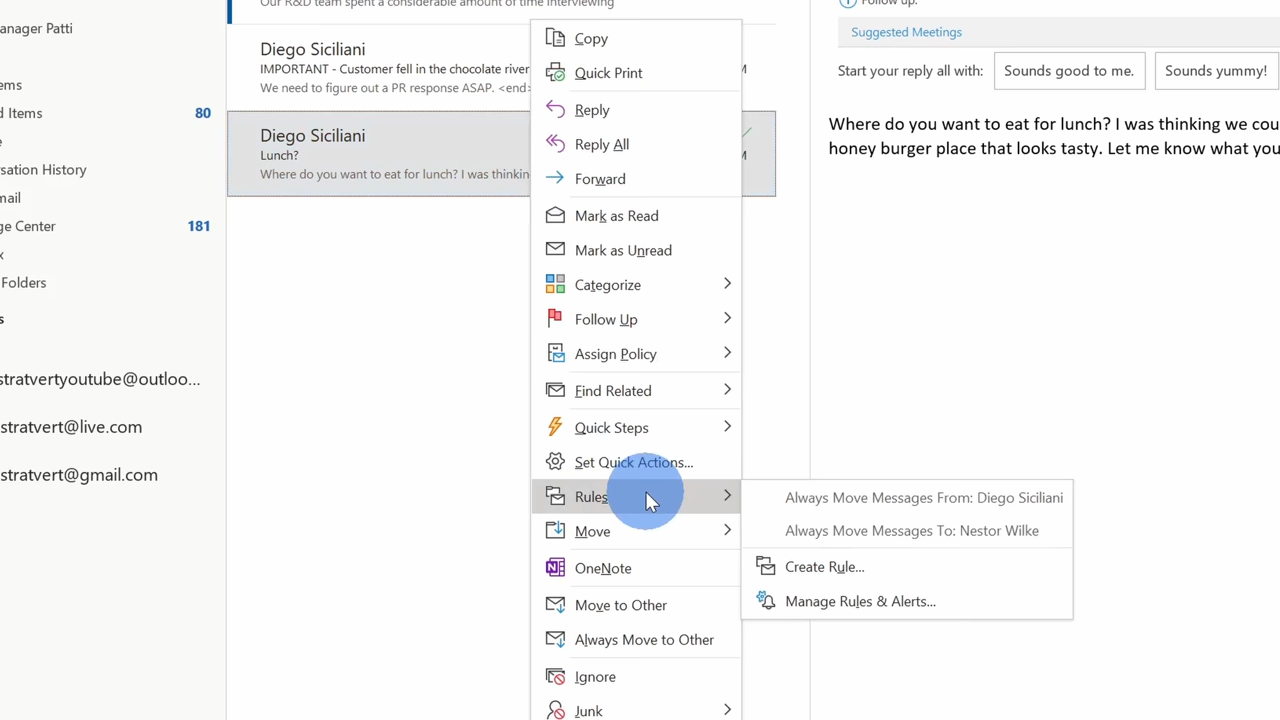 anager Patti
ems
d Items 80
e
sation History
mail
ge Center 181
x
Folders
s
stratvertyoutube@outloo...
stratvert@live.com
stratvert@gmail.com
Our R&D team spent a considerable amount of time interviewing
Diego Siciliani
IMPORTANT - Customer fell in the chocolate river
M
We need to figure out a PR response ASAP. <end>
Diego Siciliani
Lunch?
M
Where do you want to eat for lunch? I was thinkin
Copy
Quick Print
Reply
Reply All
Forward
Mark as Read
Mark as Unread
Categorize
Follow Up
Assign Policy
Find Related
Quick Steps
Set Quick Actions...
Rules
Move
OneNote
Move to Other
Always Move to Other
Ignore
Junk
Always Move Messages From: Diego Siciliani
Always Move Messages To: Nestor Wilke
Create Rule...
Manage Rules & Alerts...
Follow up.
Suggested Meetings
Start your reply all with: Sounds good to me. Sounds yummy!
Where do you want to eat for lunch? I was thinking we cou
honey burger place that looks tasty. Let me know what you